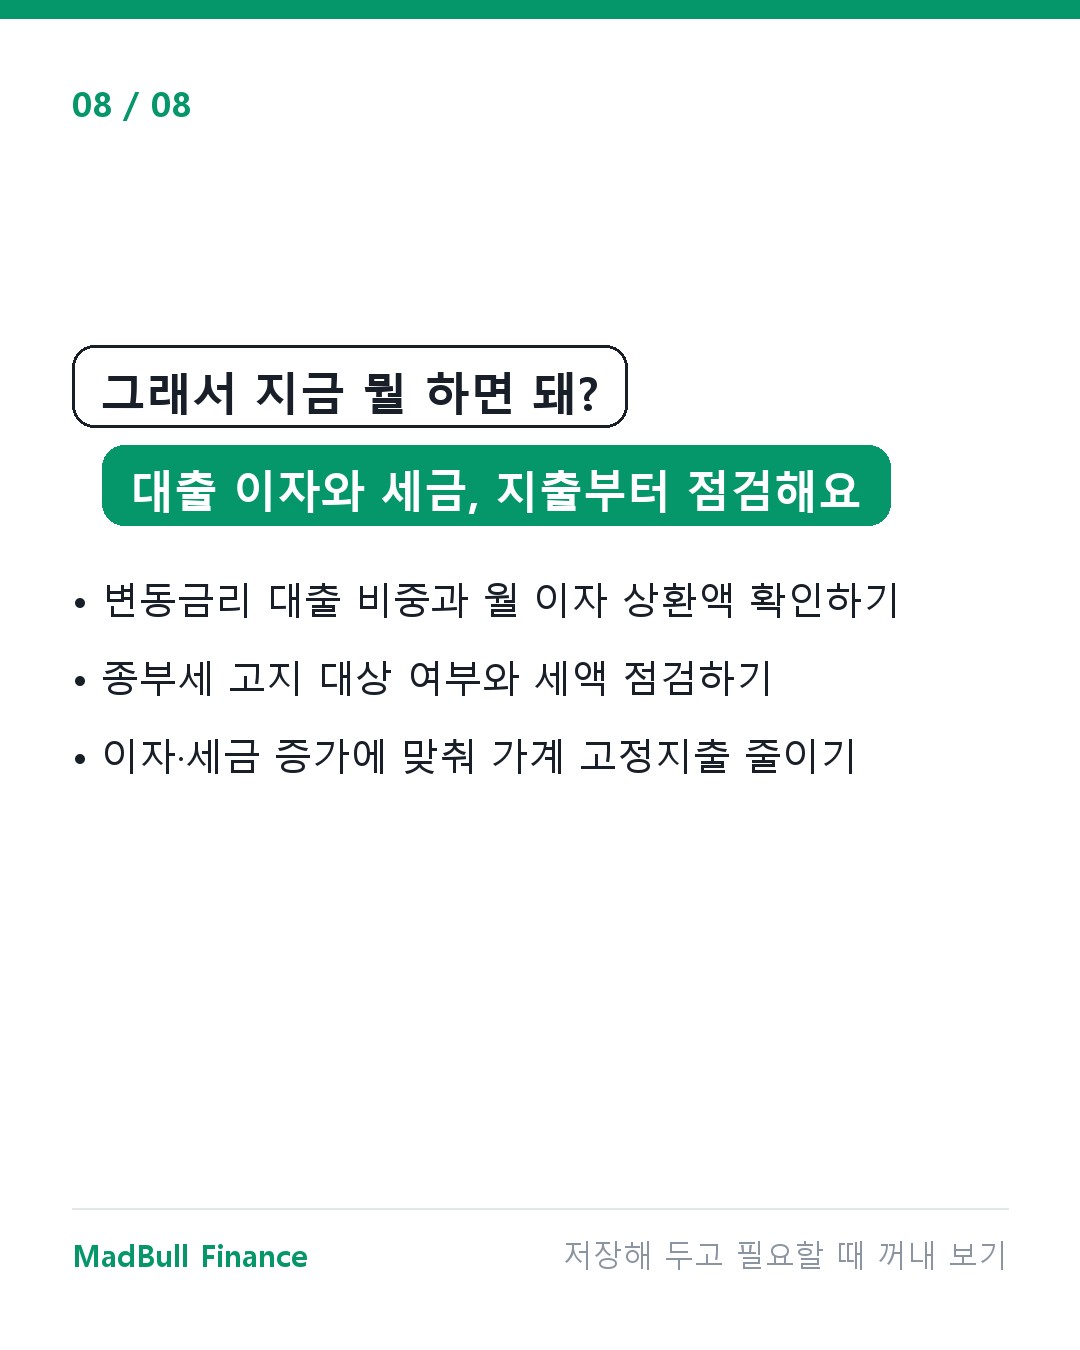 08 / 08
그래서 지금 뭘 하면 돼?
대출 이자와 세금, 지출부터 점검해요
• 변동금리 대출 비중과 월 이자 상환액 확인하기
• 종부세 고지 대상 여부와 세액 점검하기
• 이자·세금 증가에 맞춰 가계 고정지출 줄이기
MadBull Finance
저장해 두고 필요할 때 꺼내 보기